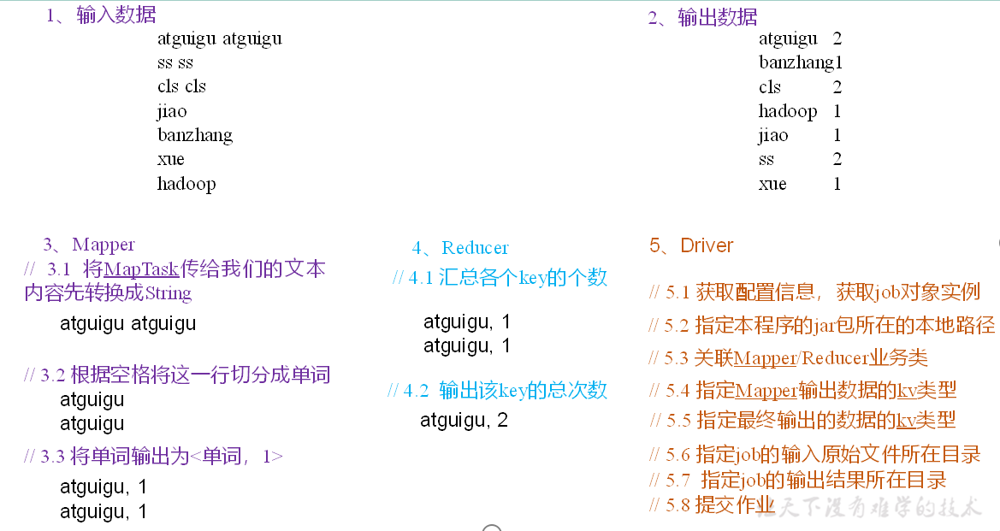 1、输入数据
atguigu atguigu
ss ss
cls cls
jiao
banzhang
xue
hadoop
2、输出数据
atguigu 2
banzhang1
cls 2
hadoop 1
jiao 1
ss 2
xue 1
3、Mapper
// 3.1 将MapTask传给我们的文本
内容先转换成String
atguigu atguigu
// 3.2 根据空格将这一行切分成单词
atguigu
atguigu
// 3.3 将单词输出为<单词，1>
atguigu, 1
atguigu, 1
4、Reducer
// 4.1 汇总各个key的个数
atguigu, 1
atguigu, 1
// 4.2 输出该key的总次数
atguigu, 2
5、Driver
// 5.1 获取配置信息，获取job对象实例
// 5.2 指定本程序的jar包所在的本地路径
// 5.3 关联Mapper/Reducer业务类
// 5.4 指定Mapper输出数据的kv类型
// 5.5 指定最终输出的数据的kv类型
// 5.6 指定job的输入原始文件所在目录
// 5.7 指定job的输出结果所在目录
// 5.8 提交作业
让天下没有难学的技术